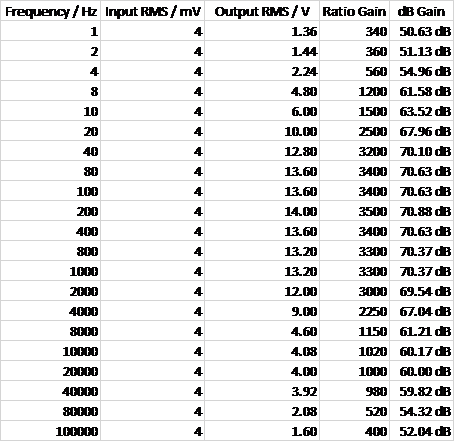 Frequency / Hz Input RMS / mV Output RMS / V Ratio Gain dB Gain
1 4 1.36 340 50.63 dB
2 4 1.44 360 51.13 dB
4 4 2.24 560 54.96 dB
8 4 4.80 1200 61.58 dB
10 4 6.00 1500 63.52 dB
20 4 10.00 2500 67.96 dB
40 4 12.80 3200 70.10 dB
80 4 13.60 3400 70.63 dB
100 4 13.60 3400 70.63 dB
200 4 14.00 3500 70.88 dB
400 4 13.60 3400 70.63 dB
800 4 13.20 3300 70.37 dB
1000 4 13.20 3300 70.37 dB
2000 4 12.00 3000 69.54 dB
4000 4 9.00 2250 67.04 dB
8000 4 4.60 1150 61.21 dB
10000 4 4.08 1020 60.17 dB
20000 4 4.00 1000 60.00 dB
40000 4 3.92 980 59.82 dB
80000 4 2.08 520 54.32 dB
100000 4 1.60 400 52.04 dB